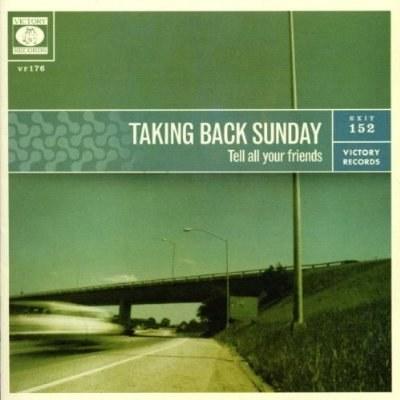 VICTORY
RECORDS
vr176
TAKING BACK SUNDAY
Tell all your friends
EXIT
152
VICTORY
RECORDS